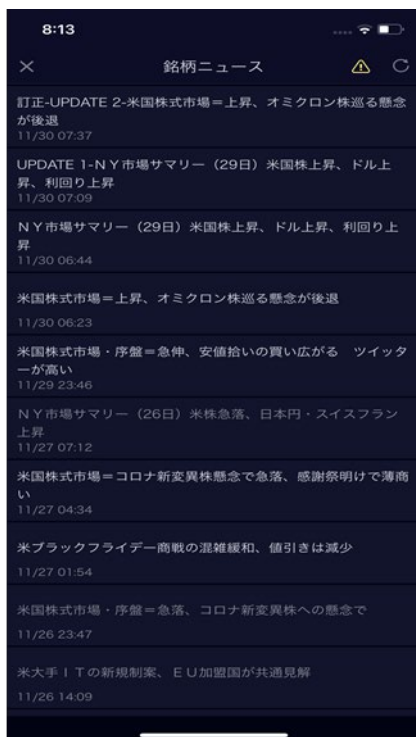 8:13
銘柄ニュース
訂正-UPDATE 2-米国株式市場＝上昇、オミクロン株巡る懸念
が後退
11/30 07:37
UPDATE 1-ＮＹ市場サマリー（29日）米国株上昇、ドル上
昇、利回り上昇
11/30 07:09
ＮＹ市場サマリー（29日）米国株上昇、ドル上昇、利回り上
昇
11/30 06:44
米国株式市場＝上昇、オミクロン株巡る懸念が後退
11/30 06:23
米国株式市場・序盤＝急伸、安値拾いの買い広がる　ツイッタ
ーが高い
11/29 23:46
ＮＹ市場サマリー（26日）米株急落、日本円・スイスフラン
上昇
11/27 07:12
米国株式市場＝コロナ新変異株懸念で急落、感謝祭明けで薄商
い
11/27 04:34
米ブラックフライデー商戦の混雑緩和、値引きは減少
11/27 01:54
米国株式市場・序盤＝急落、コロナ新変異株への懸念で
11/26 23:47
米大手ＩＴの新規制案、ＥＵ加盟国が共通見解
11/26 14:09